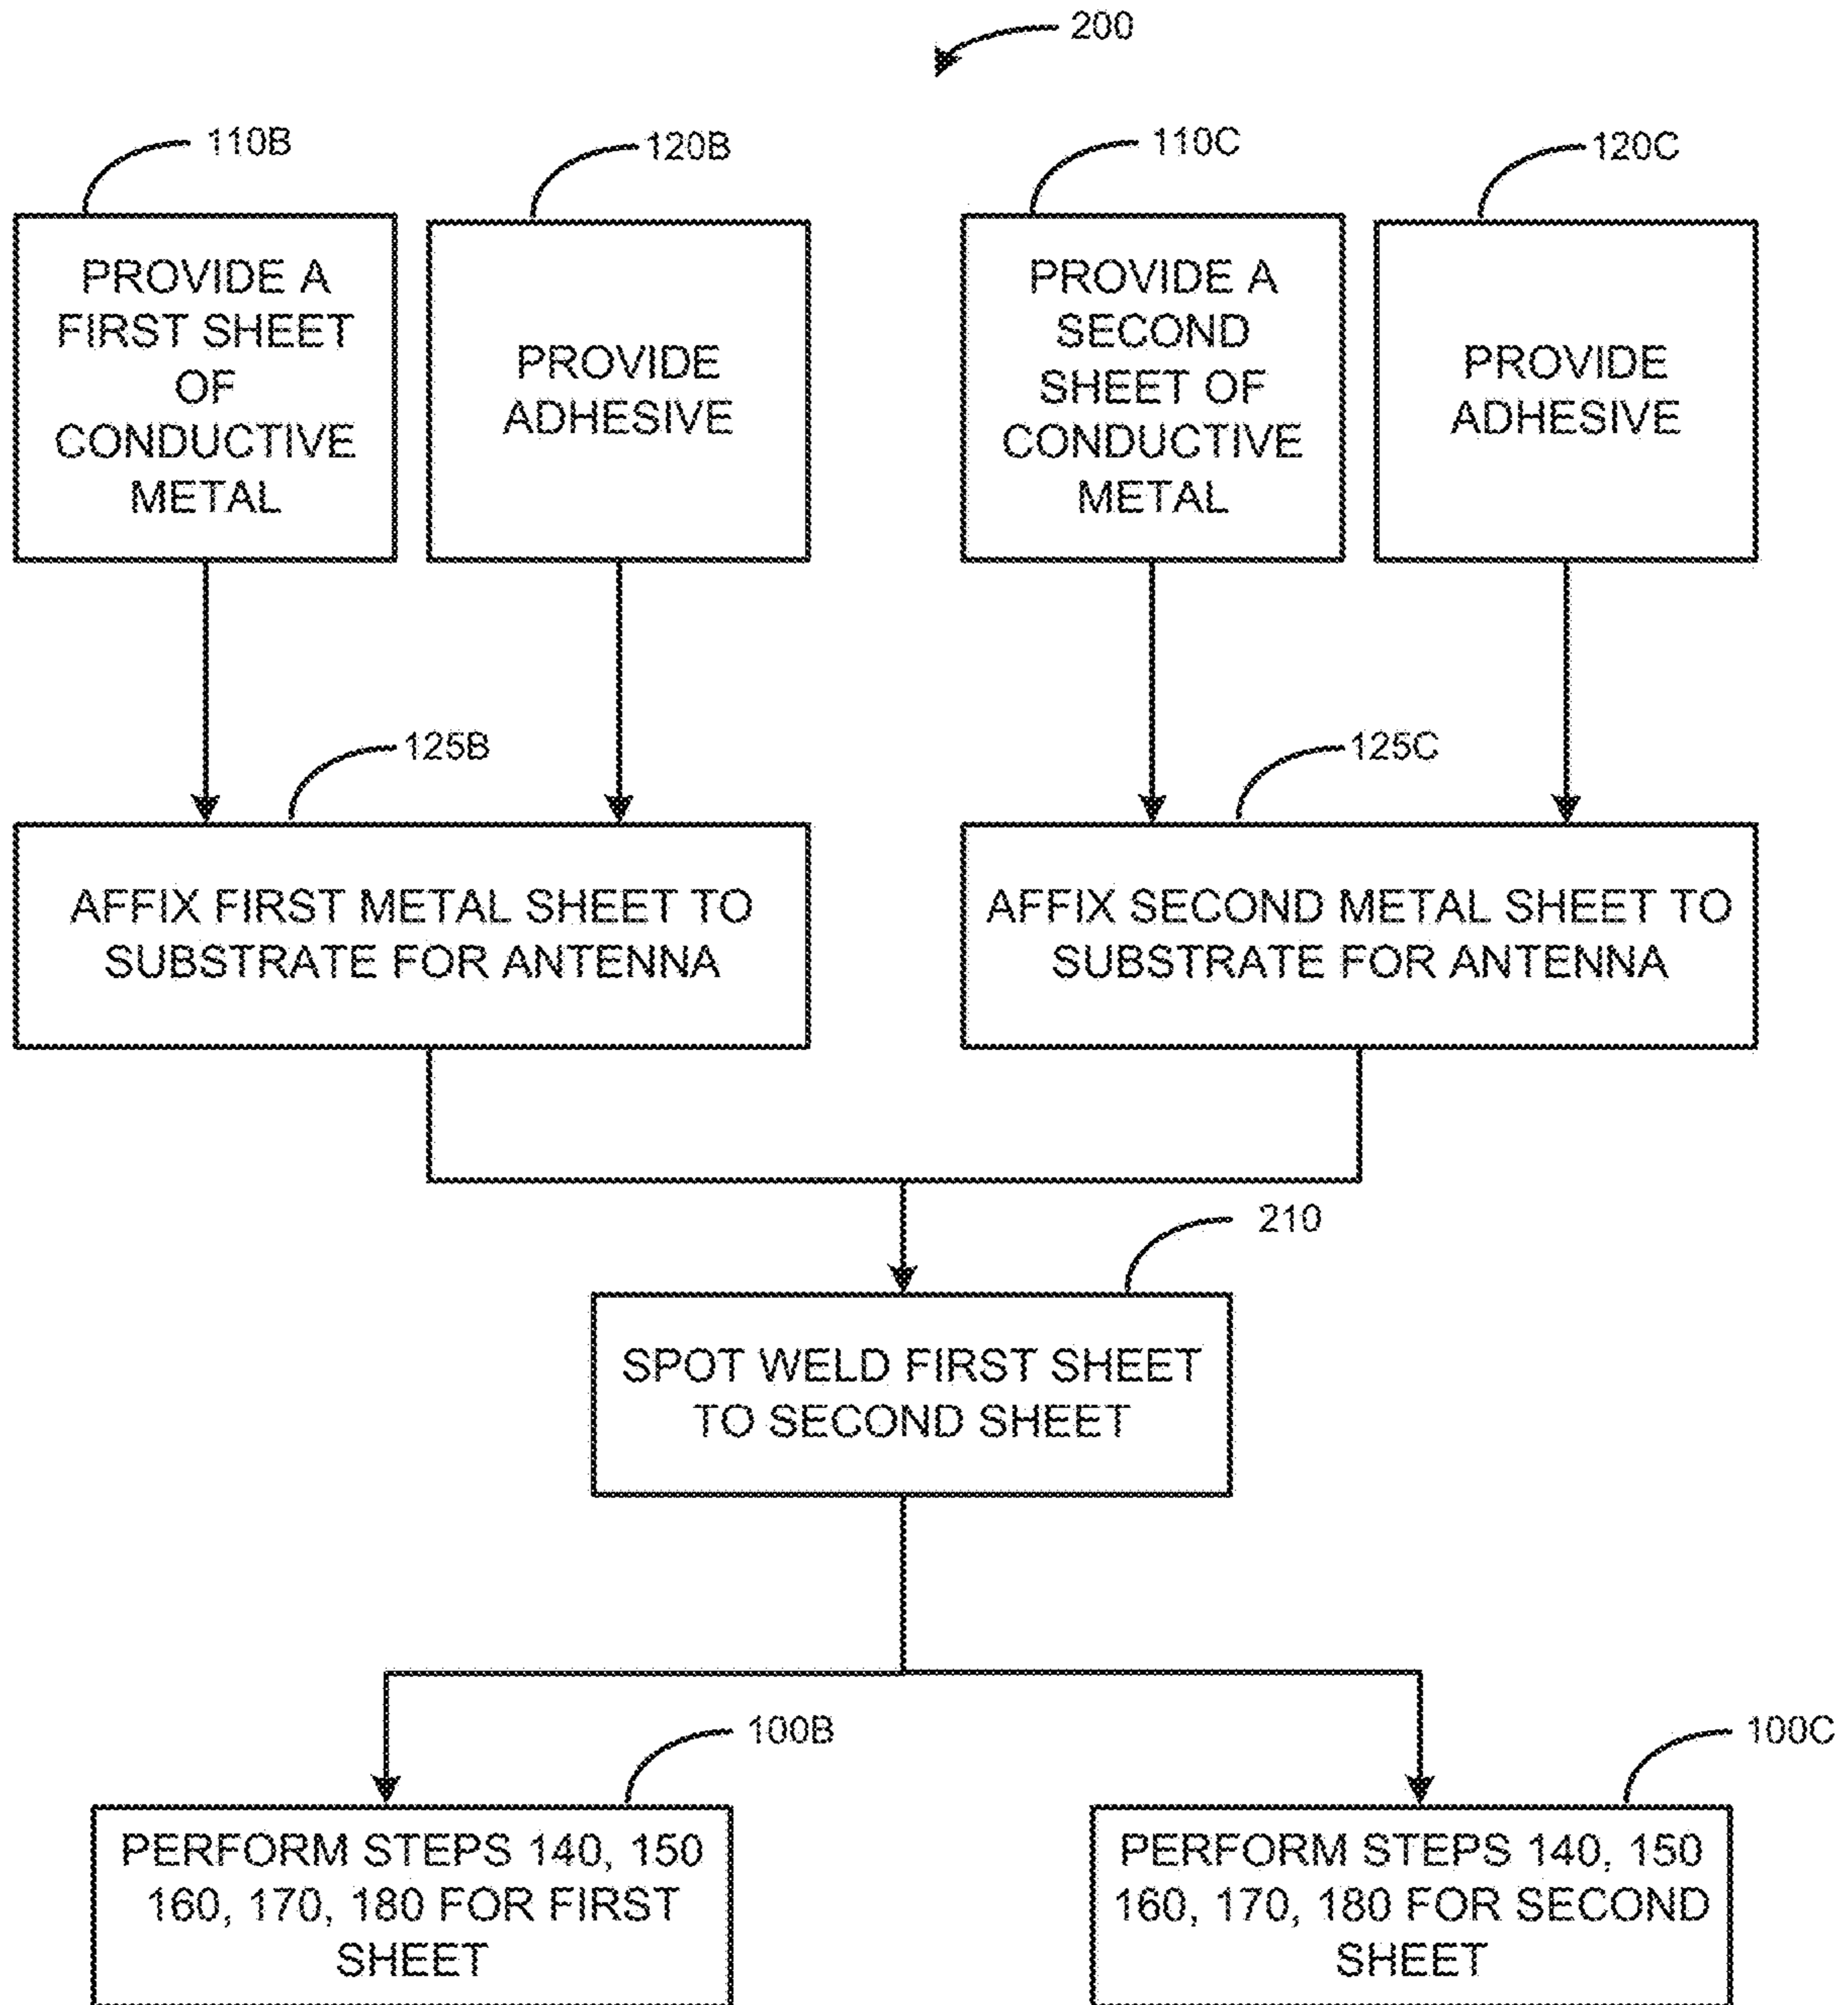 200
110B
120B
110C
120C
PROVIDE A
FIRST SHEET
OF
CONDUCTIVE
METAL
PROVIDE
ADHESIVE
PROVIDE A
SECOND
SHEET OF
CONDUCTIVE
METAL
PROVIDE
ADHESIVE
125B
125C
AFFIX FIRST METAL SHEET TO
SUBSTRATE FOR ANTENNA
AFFIX SECOND METAL SHEET TO
SUBSTRATE FOR ANTENNA
210
SPOT WELD FIRST SHEET
TO SECOND SHEET
100B
100C
PERFORM STEPS 140, 150
160, 170, 180 FOR FIRST
SHEET
PERFORM STEPS 140, 150
160, 170, 180 FOR SECOND
SHEET